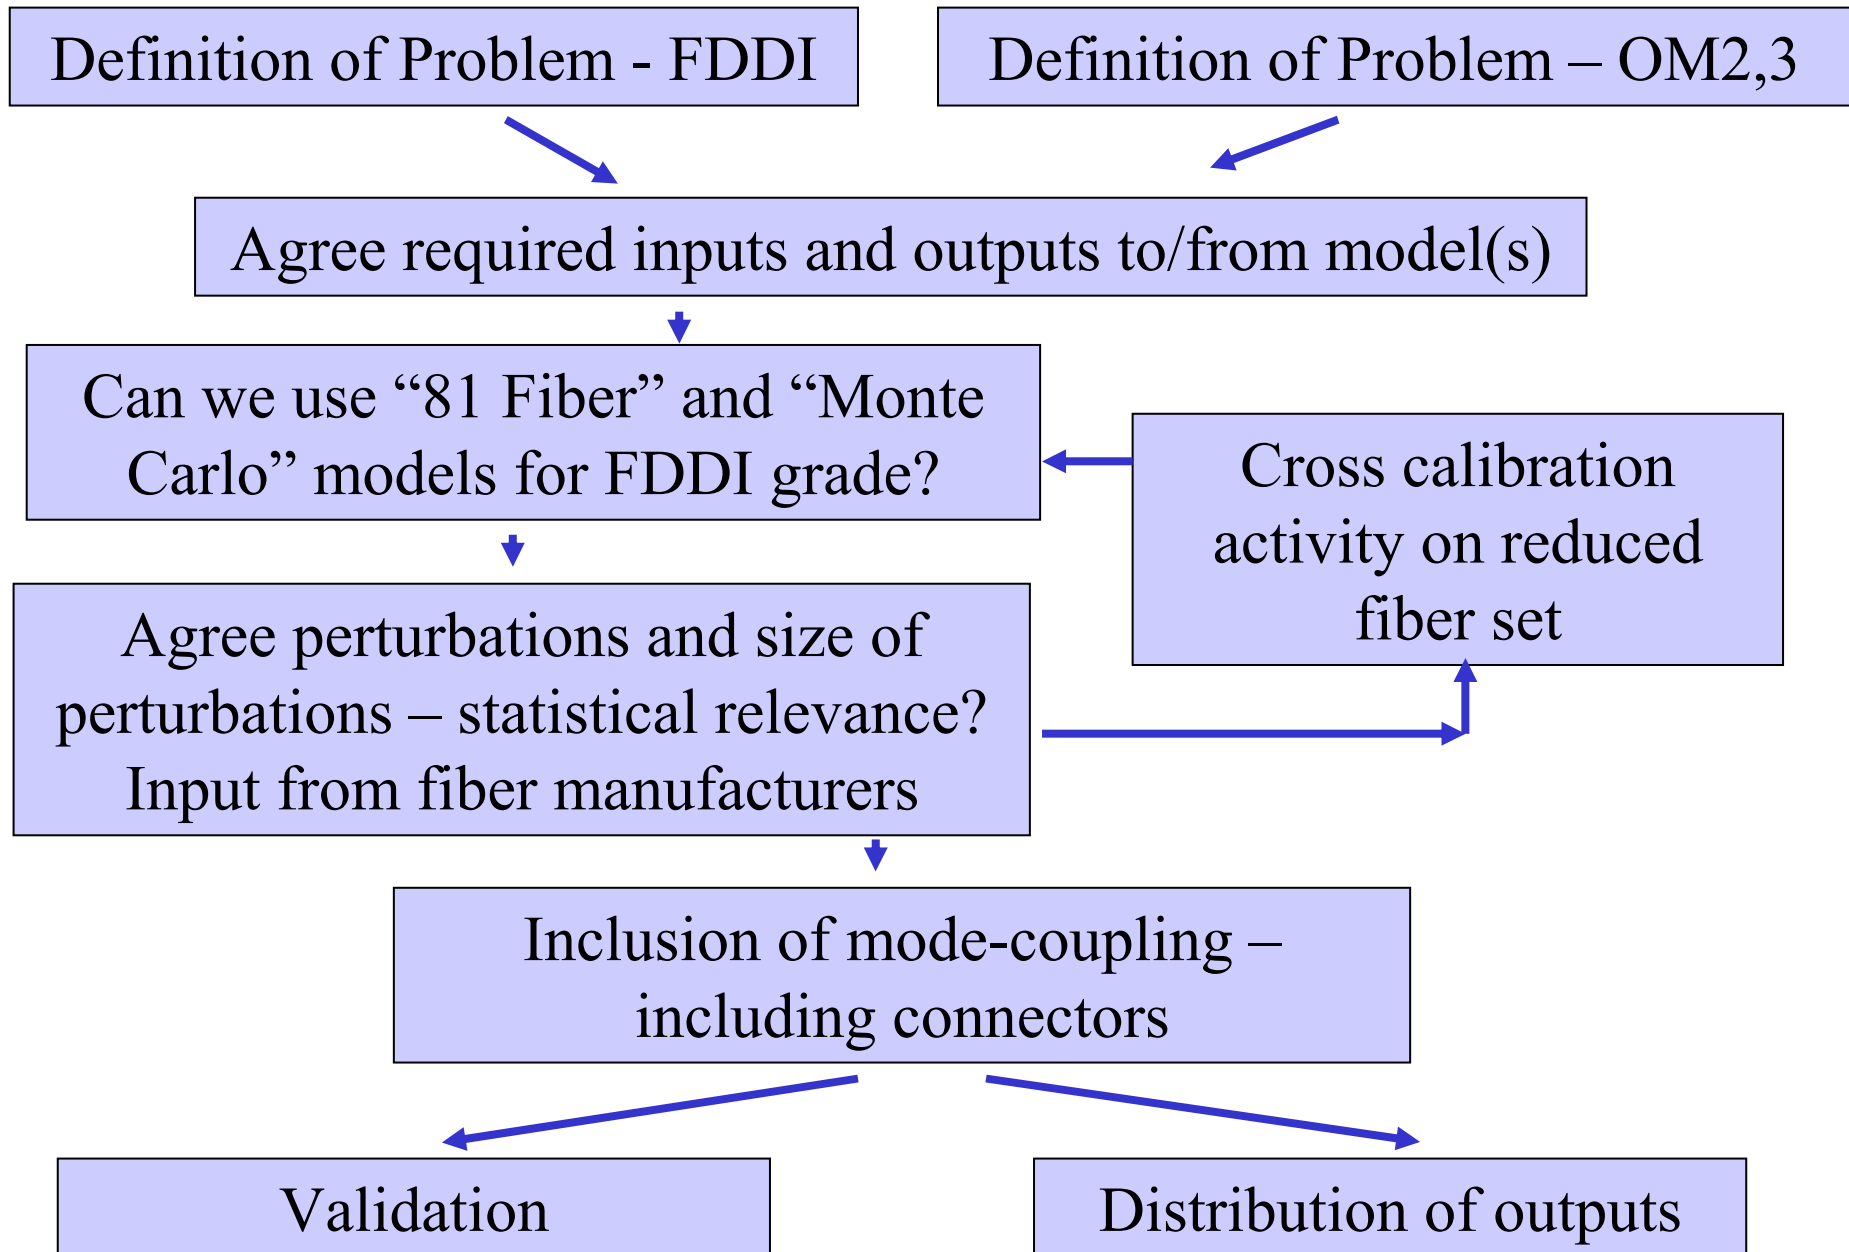 Definition of Problem - FDDI
Definition of Problem – OM2,3
Agree required inputs and outputs to/from model(s)
Can we use “81 Fiber” and “Monte
Carlo” models for FDDI grade?
Cross calibration
activity on reduced
fiber set
Agree perturbations and size of
perturbations – statistical relevance?
Input from fiber manufacturers
Inclusion of mode-coupling –
including connectors
Validation
Distribution of outputs